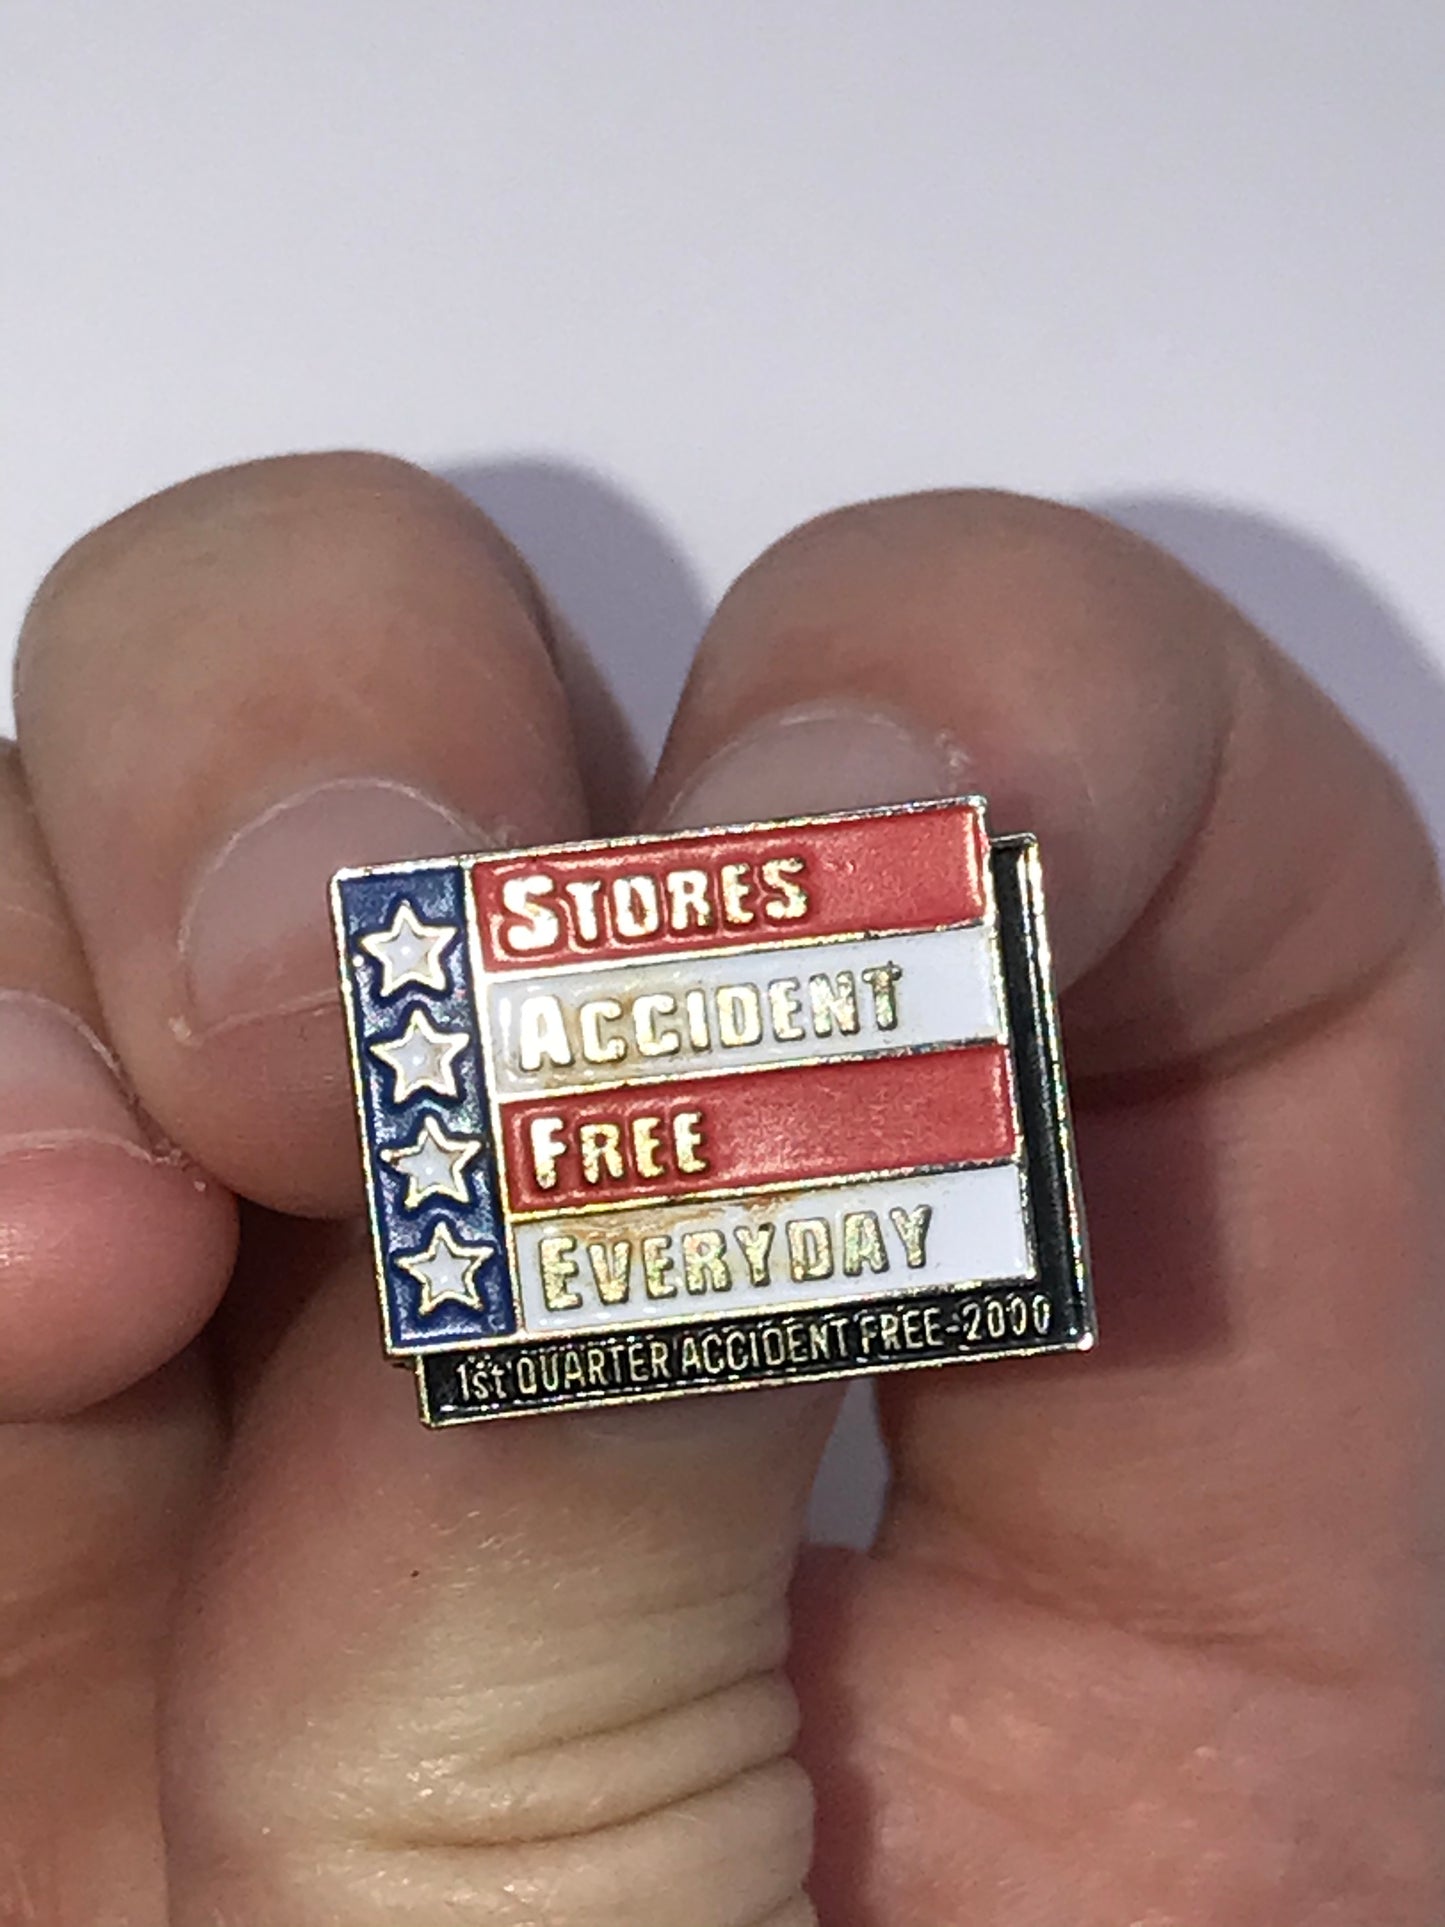 STORES
ACCIDENT
FREE
EVERYDAY
1st QUARTER ACCIDENT FREE-2000